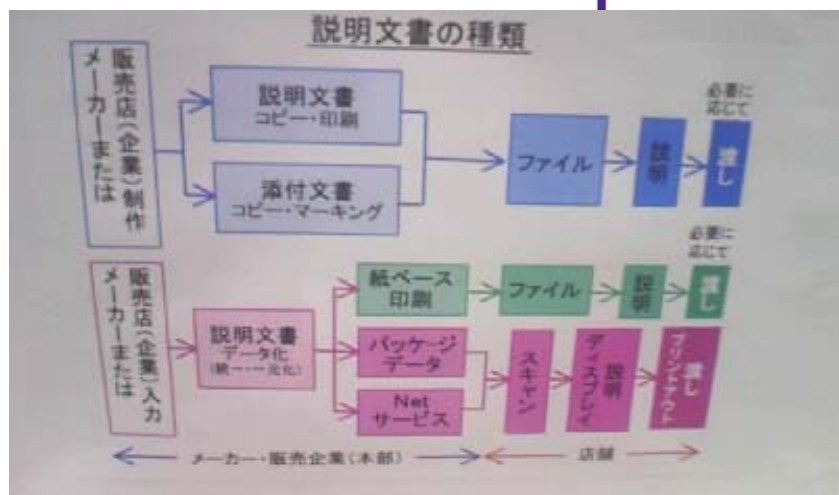 説明文書の種類
メーカーまたは
販売店(企業)制作
説明文書
コピー・印刷
添付文書
コピー・マーキング
ファイル
説明
必要に
応じて
渡し
メーカーまたは
販売店(企業)入力
説明文書
データ化
(統一・一元化)
紙ベース
印刷
ファイル
説明
必要に
応じて
渡し
パッケージ
データ
Net
サービス
スキャン
ディスプレイ
説明
プリントアウト
渡し
メーカー・販売企業(本部)
店舗